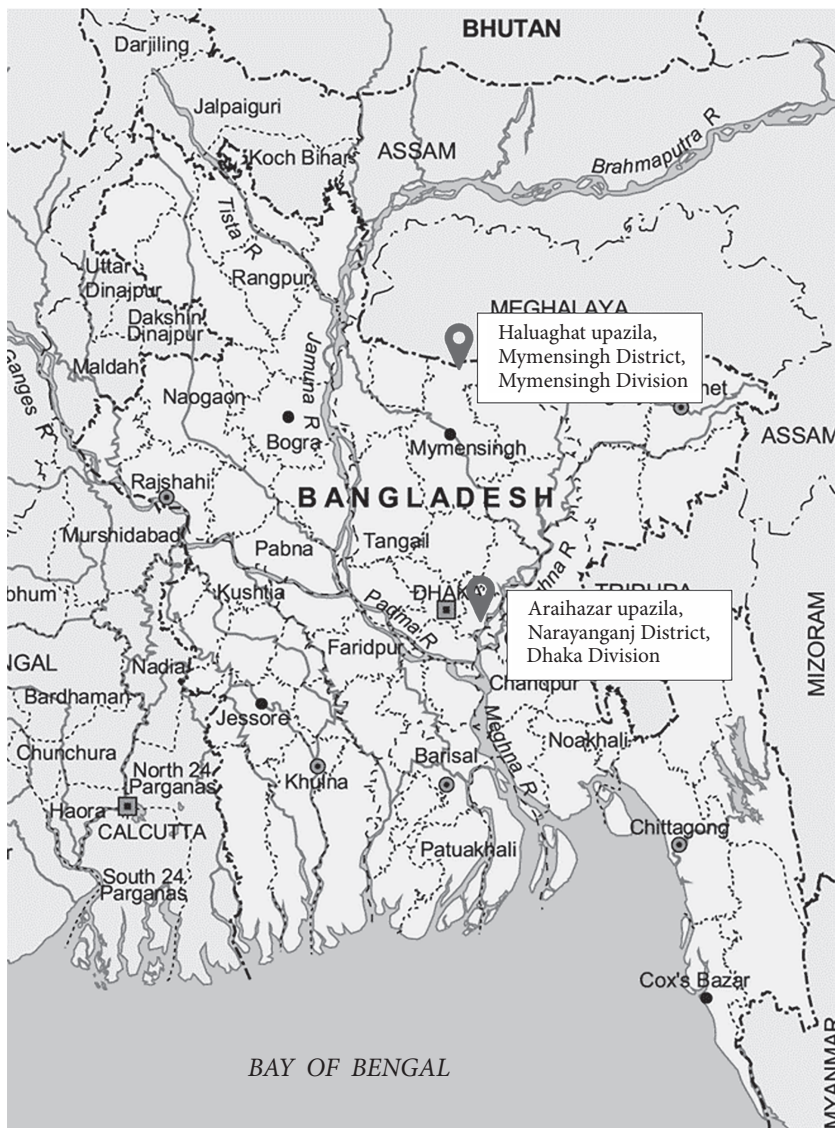 BHUTAN
Darjiling
Jalpaiguri
Koch Bihar
ASSAM
Brahmaputra R
Tista R
Uttar
Dinajpur
Rangpur
MEGHALAYA
Dakshin
Dinajpur
Haluaghat upazila,
Mymensingh District,
Mymensingh Division
Jamuna R
Ganges R
Maldah
Naogaon
Bogra
Mymensingh
ASSAM
Rajshahi
BANGLADESH
Murshidabad
Pabna
Tangail
Kushtia
DHAKA
Padma R
TRIPURA
Araihazar upazila,
Narayanganj District,
Dhaka Division
MIZORAM
Faridpur
Nadia
Bardhaman
Chandpur
Jessore
Meghna R
Noakhali
Chunchura
North 24
Parganas
Khulna
Barisal
Haora
CALCUTTA
Chittagong
Patuakhali
South 24
Parganas
Cox's Bazar
BAY OF BENGAL
MYANMAR